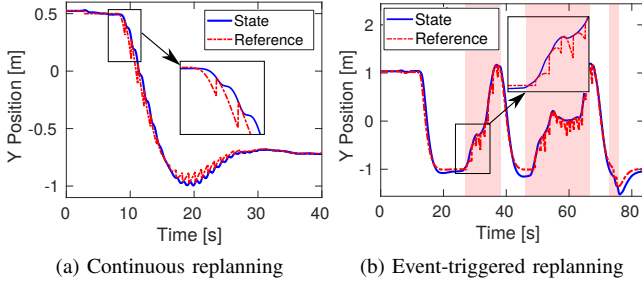 0.5
0
-0.5
-1
0
10
20
30
40
Y Position [m]
Time [s]
State
Reference
(a) Continuous replanning
2
1
0
-1
0
20
40
60
80
Y Position [m]
Time [s]
State
Reference
(b) Event-triggered replanning